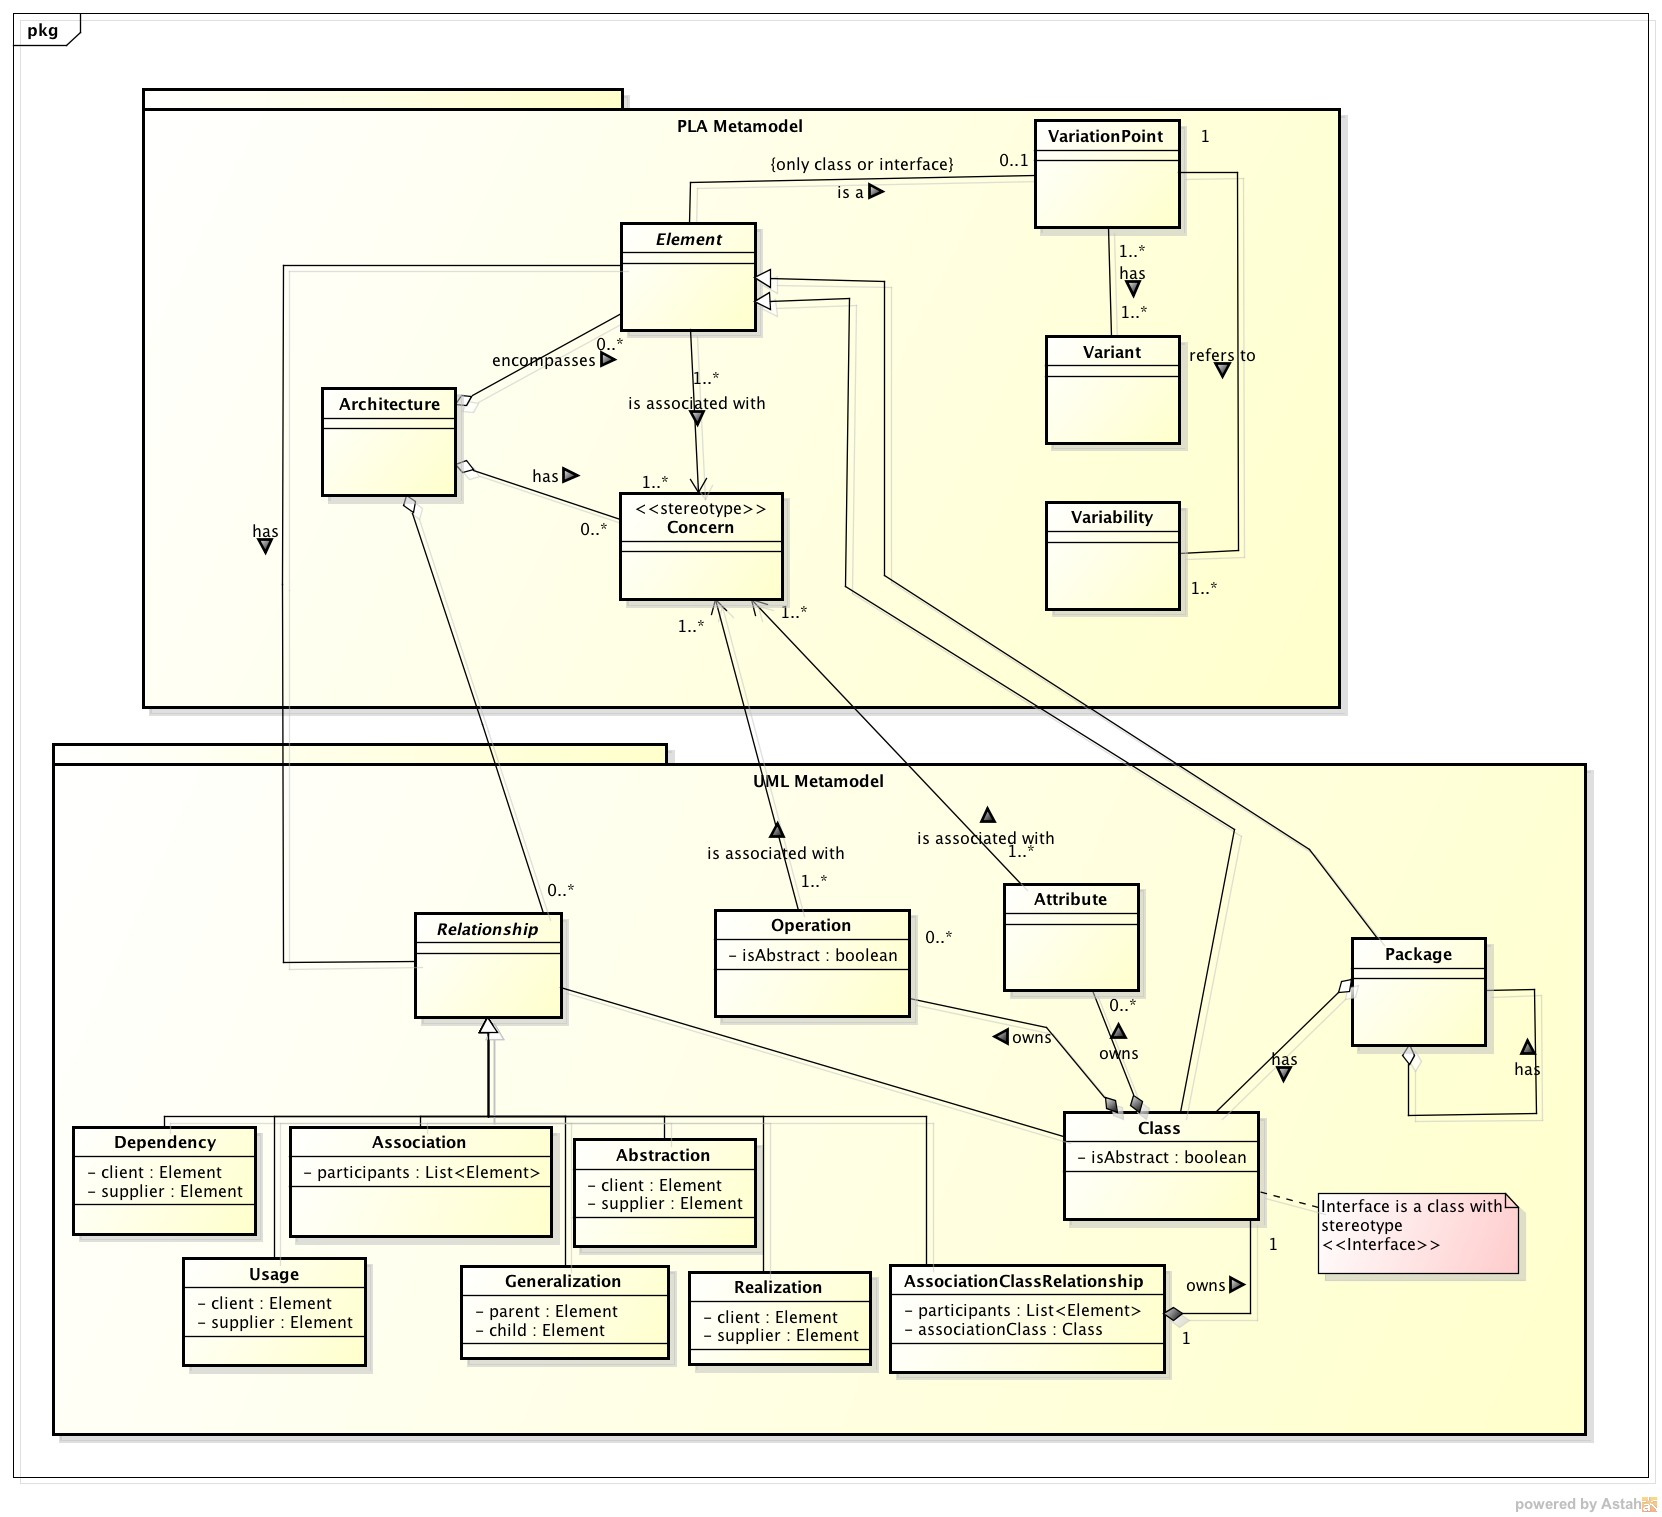 pkg
PLA Metamodel
VariationPoint
1
{only class or interface}
0..1
is a
Element
1..*
has
1..*
0..*
encompasses
Variant
refers to
1..*
is associated with
Architecture
has
1..*
0..*
<<stereotype>>
Concern
Variability
1..*
has
1..*
1..*
UML Metamodel
is associated with
1..*
is associated with
1..*
0..*
Relationship
Operation
- isAbstract : boolean
0..*
Attribute
0..*
Package
owns
owns
has
has
Class
- isAbstract : boolean
Dependency
- client : Element
- supplier : Element
Association
- participants : List<Element>
Abstraction
- client : Element
- supplier : Element
Interface is a class with
stereotype
<<Interface>>
1
Usage
- client : Element
- supplier : Element
Generalization
- parent : Element
- child : Element
Realization
- client : Element
- supplier : Element
AssociationClassRelationship
- participants : List<Element>
- associationClass : Class
owns
1
powered by Astah